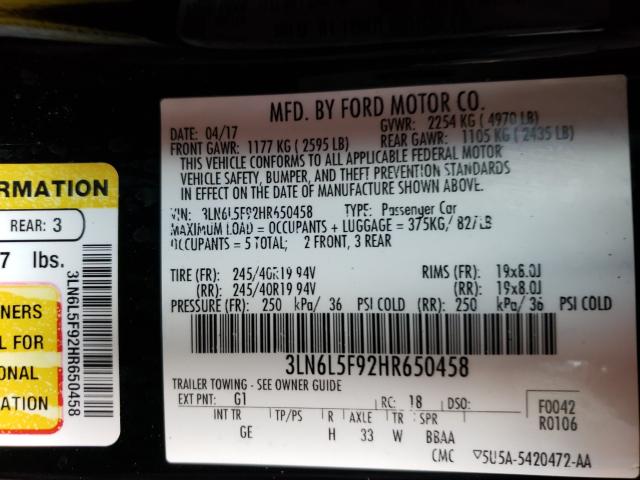 RMATION
REAR: 3
7 lbs.
NERS
L FOR
ONAL
ATION
3LN6L5F92HR650458
MFD. BY FORD MOTOR CO.
DATE: 04/17 GVWR: 2254 KG ( 4970 LB)
FRONT GAWR: 1177 KG ( 2595 LB) REAR GAWR: 1105 KG ( 2435 LB)
THIS VEHICLE CONFORMS TO ALL APPLICABLE FEDERAL MOTOR
VEHICLE SAFETY, BUMPER, AND THEFT PREVENTION STANDARDS
IN EFFECT ON THE DATE OF MANUFACTURE SHOWN ABOVE.
VIN: 3LN6L5F92HR650458 TYPE: Passenger Car
MAXIMUM LOAD = OCCUPANTS + LUGGAGE = 375KG/ 827LB
OCCUPANTS = 5 TOTAL; 2 FRONT, 3 REAR
TIRE (FR): 245/40R19 94V RIMS (FR): 19x8.0J
(RR): 245/40R19 94V (RR): 19x8.0J
PRESSURE (FR): 250 kPa/ 36 PSI COLD (RR): 250 kPa/ 36 PSI COLD
3LN6L5F92HR650458
TRAILER TOWING - SEE OWNER GUIDE
EXT PNT: G1 RC: 18 DSO:
INT TR TP/PS R AXLE TR SPR
GE H 33 W BBAA
F0042
R0106
CMC ▽5U5A-5420472-AA